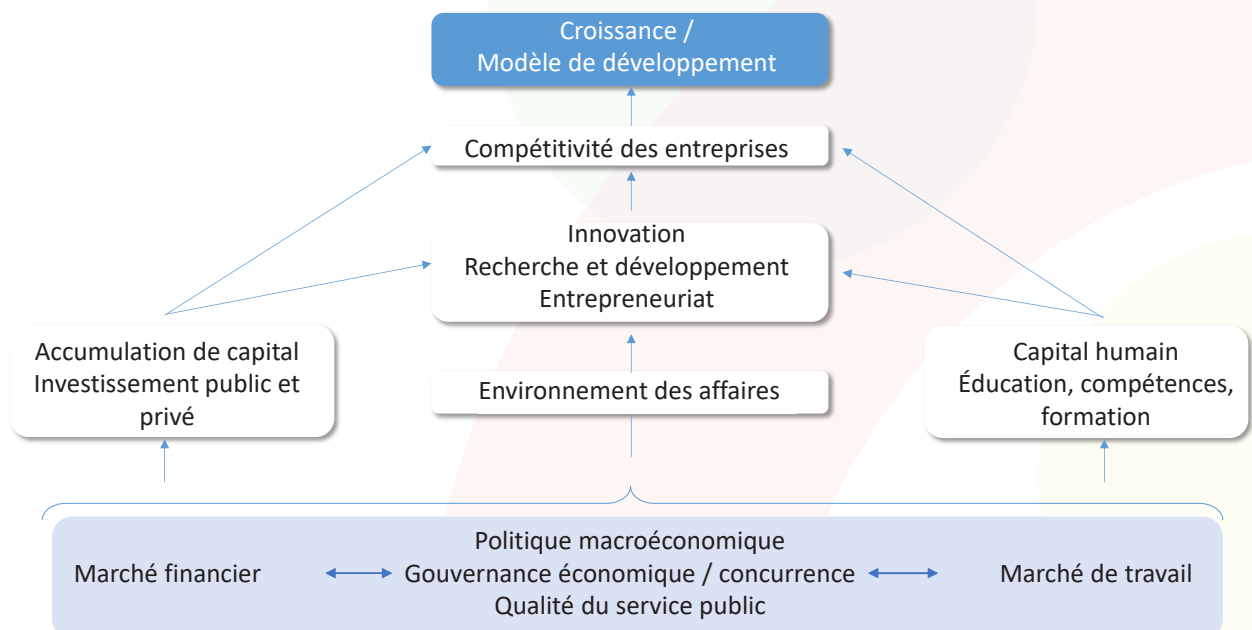 Croissance /
Modèle de développement
Compétitivité des entreprises
Innovation
Recherche et développement
Entrepreneuriat
Accumulation de capital
Investissement public et
privé
Environnement des affaires
Capital humain
Éducation, compétences,
formation
Marché financier
Politique macroéconomique
Gouvernance économique / concurrence
Qualité du service public
Marché de travail